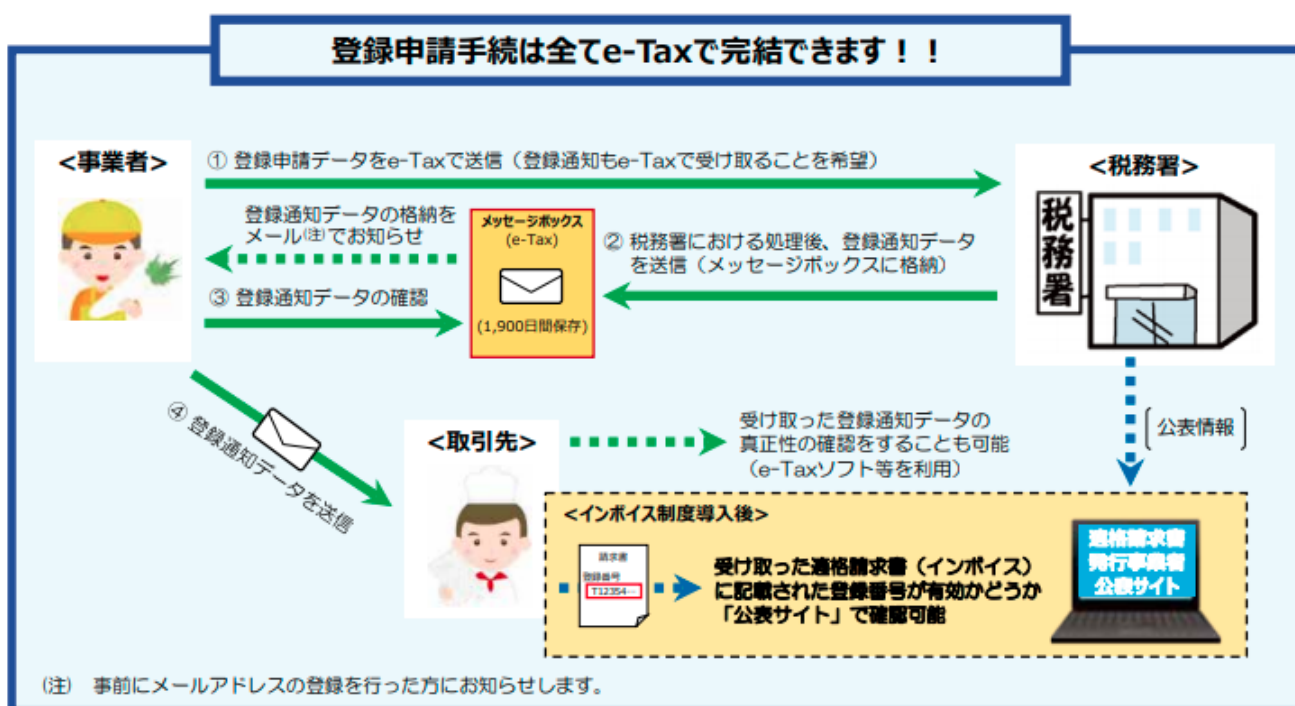 登録申請手続は全てe-Taxで完結できます！！
<事業者>
① 登録申請データをe-Taxで送信（登録通知もe-Taxで受け取ることを希望）
<税務署>
税務署
登録通知データの格納を
メール(注)でお知らせ
メッセージボックス
(e-Tax)
(1,900日間保存)
② 税務署における処理後、登録通知データ
を送信（メッセージボックスに格納）
③ 登録通知データの確認
④ 登録通知データを送信
<取引先>
受け取った登録通知データの
真正性の確認をすることも可能
（e-Taxソフト等を利用）
公表情報
<インボイス制度導入後>
請求書
登録番号
T12354…
受け取った適格請求書（インボイス）
に記載された登録番号が有効かどうか
「公表サイト」で確認可能
適格請求書
発行事業者
公表サイト
(注)　事前にメールアドレスの登録を行った方にお知らせします。